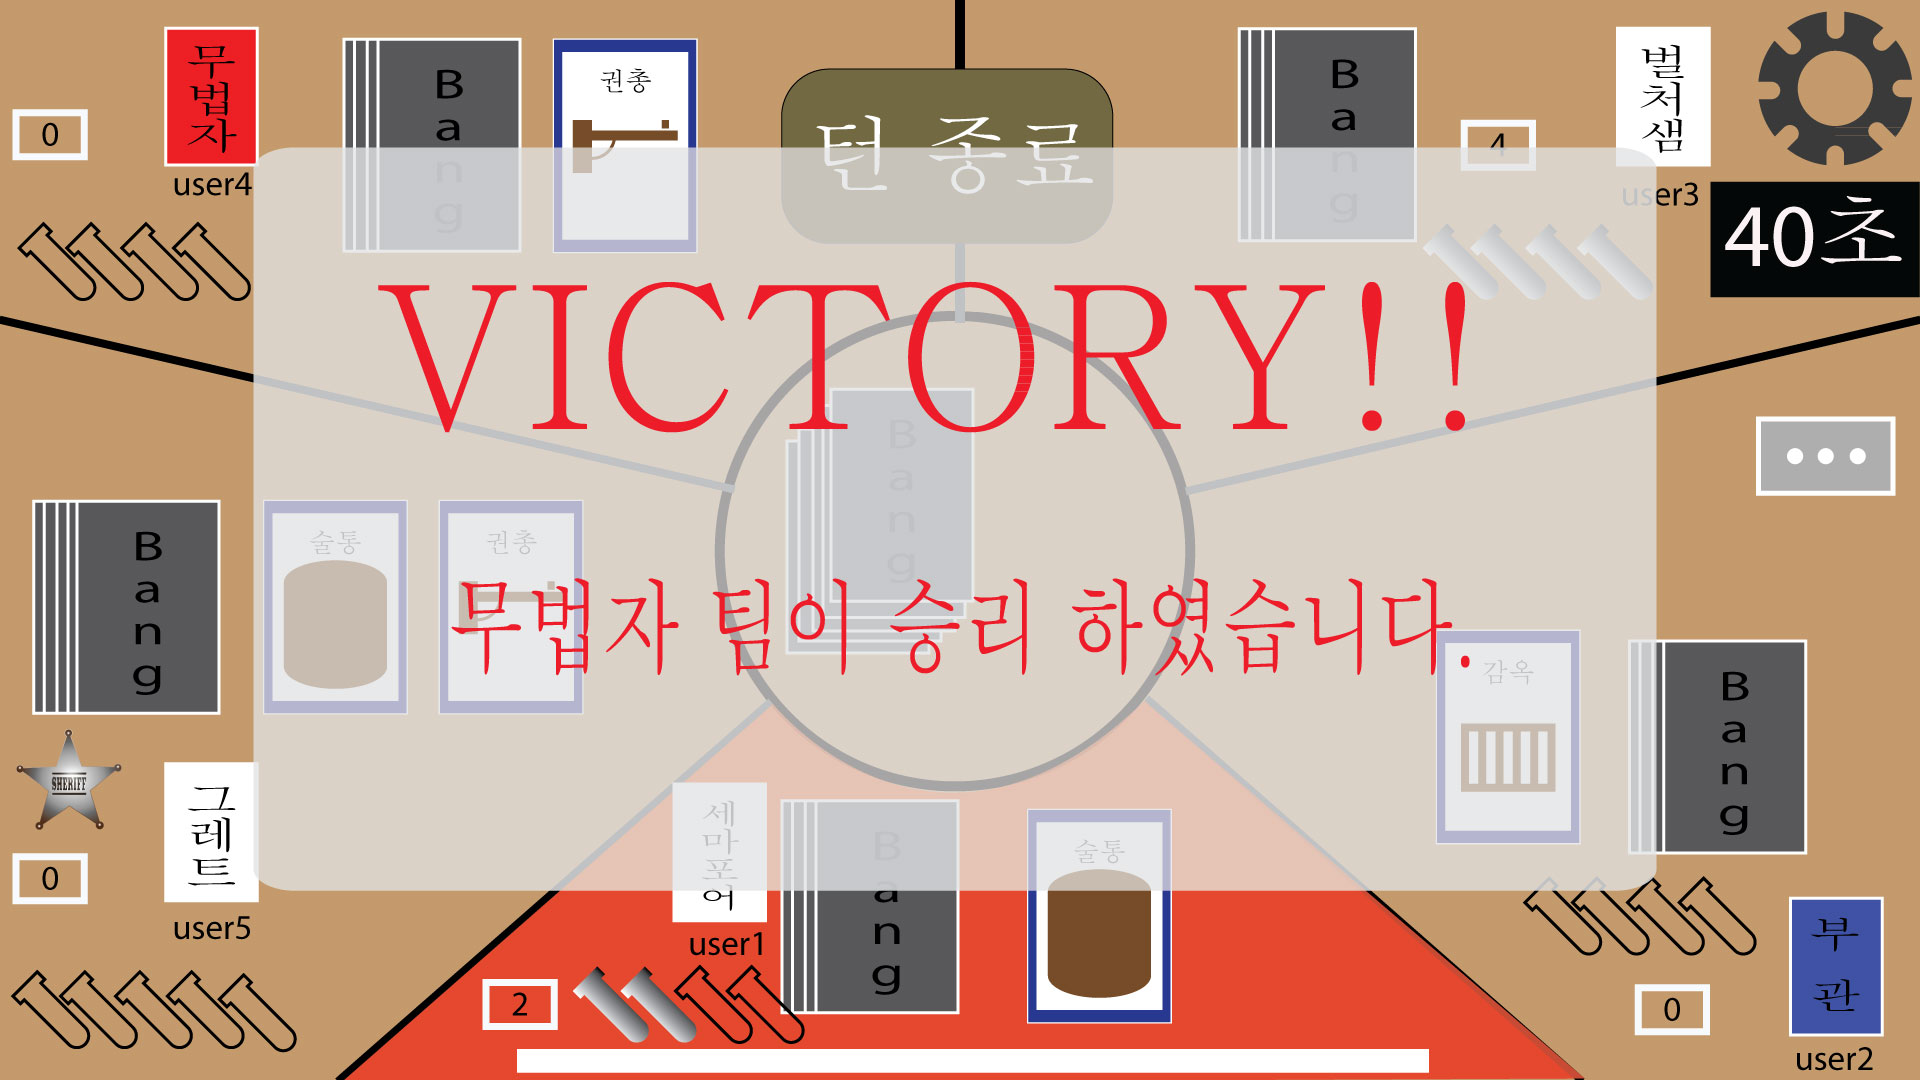 무법자
0
user4
Bang
권총
턴 종료
Bang
4
벌처샘
user3
40초
VICTORY!!
Bang
Bang
술통
권총
무법자 팀이 승리 하였습니다.
감옥
Bang
SHERIFF
그레트
0
user5
세마포어
user1
2
Bang
술통
부관
0
user2